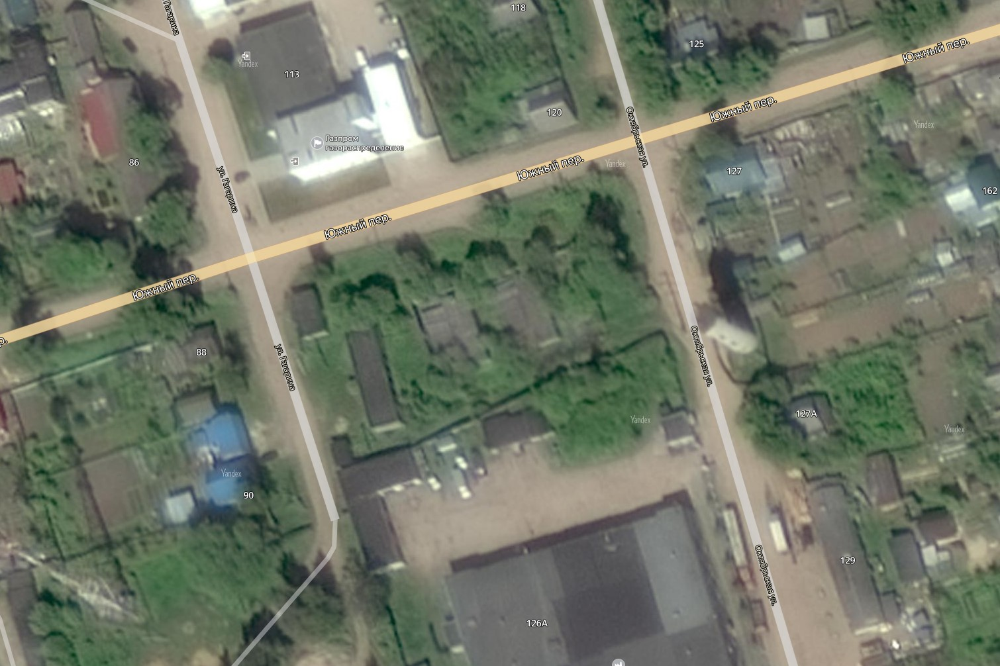 ул. Гагарина
118
125
Южный пер.
Yandex
113
Южный пер.
Октябрьская ул.
120
Yandex
Газпром
газораспределение
86
Южный пер.
Yandex
127
ул. Гагарина
162
Южный пер.
Южный пер.
р.
88
ул. Гагарина
Октябрьская ул.
127А
Yandex
Yandex
Yandex
90
Октябрьская ул.
129
126А